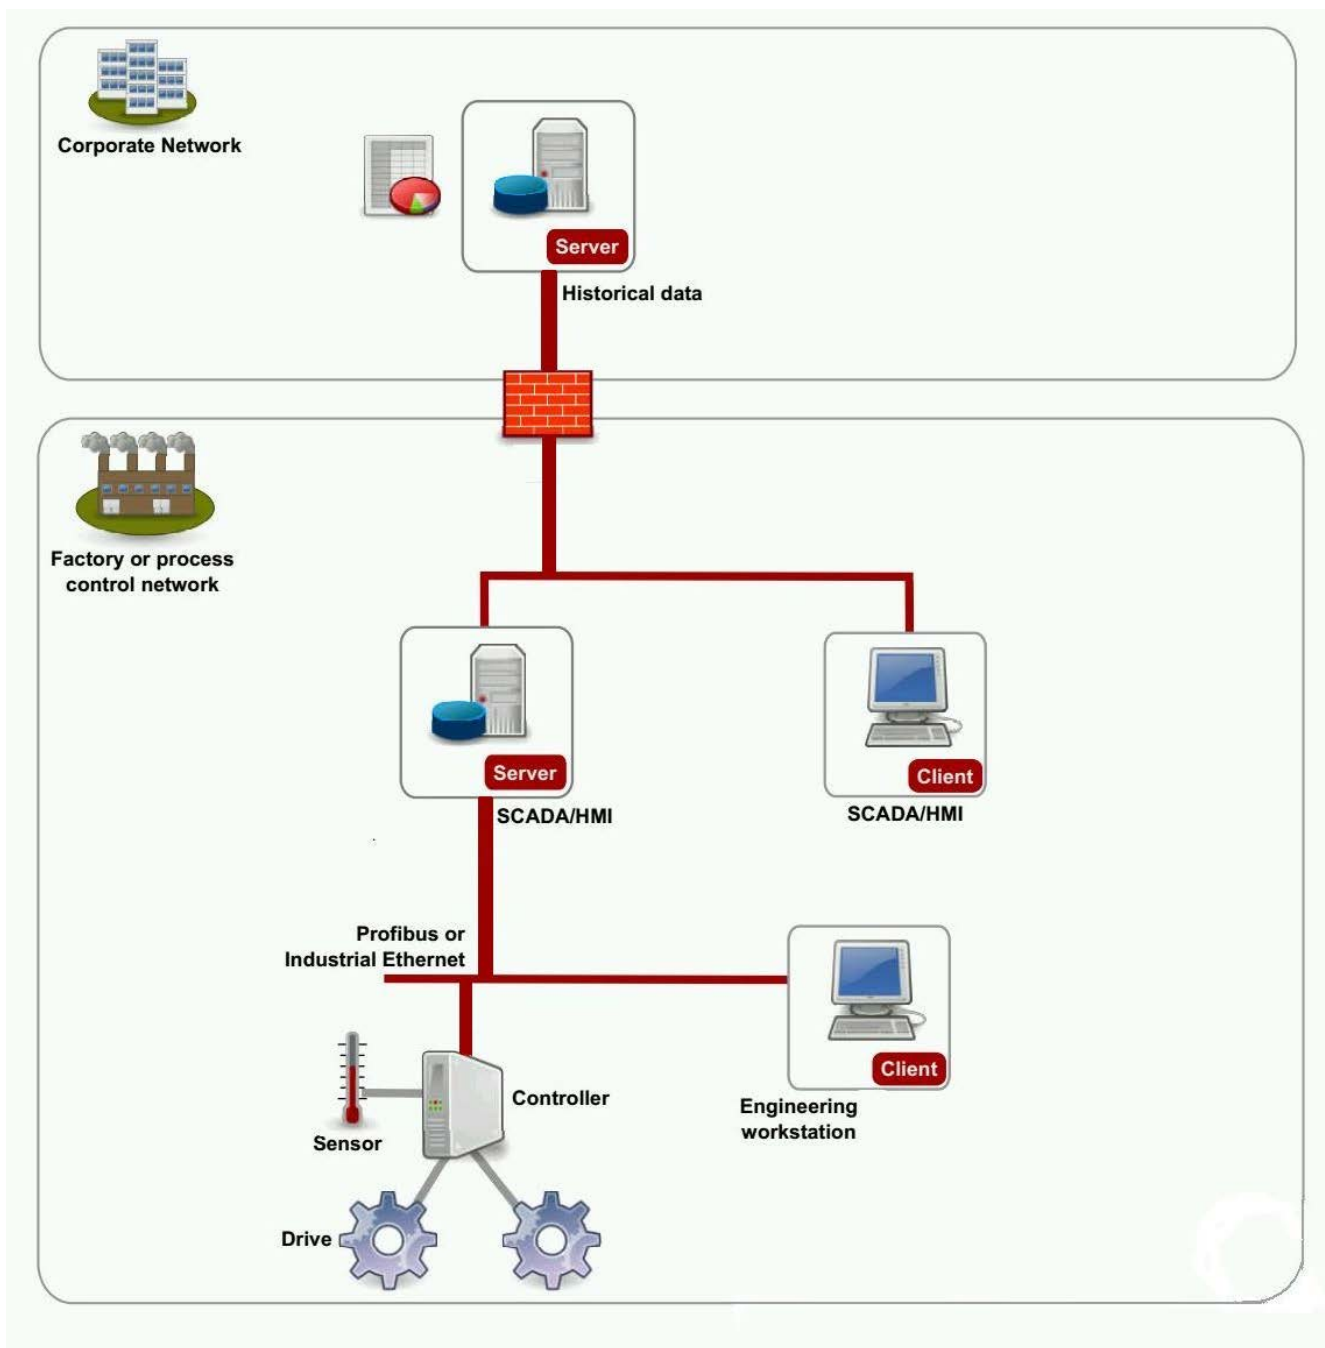 Corporate Network
Server
Historical data
Factory or process
control network
Server
SCADA/HMI
Client
SCADA/HMI
Profibus or
Industrial Ethernet
Client
Engineering
workstation
Controller
Sensor
Drive